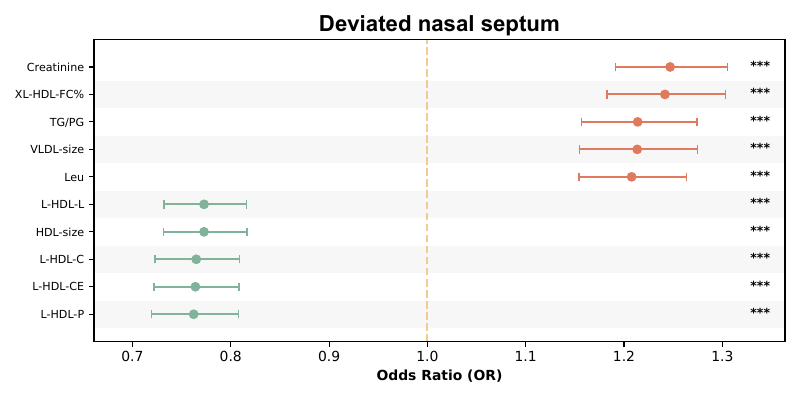 Deviated nasal septum
Creatinine ***
XL-HDL-FC% ***
TG/PG ***
VLDL-size ***
Leu ***
L-HDL-L ***
HDL-size ***
L-HDL-C ***
L-HDL-CE ***
L-HDL-P ***
0.7 0.8 0.9 1.0 1.1 1.2 1.3
Odds Ratio (OR)